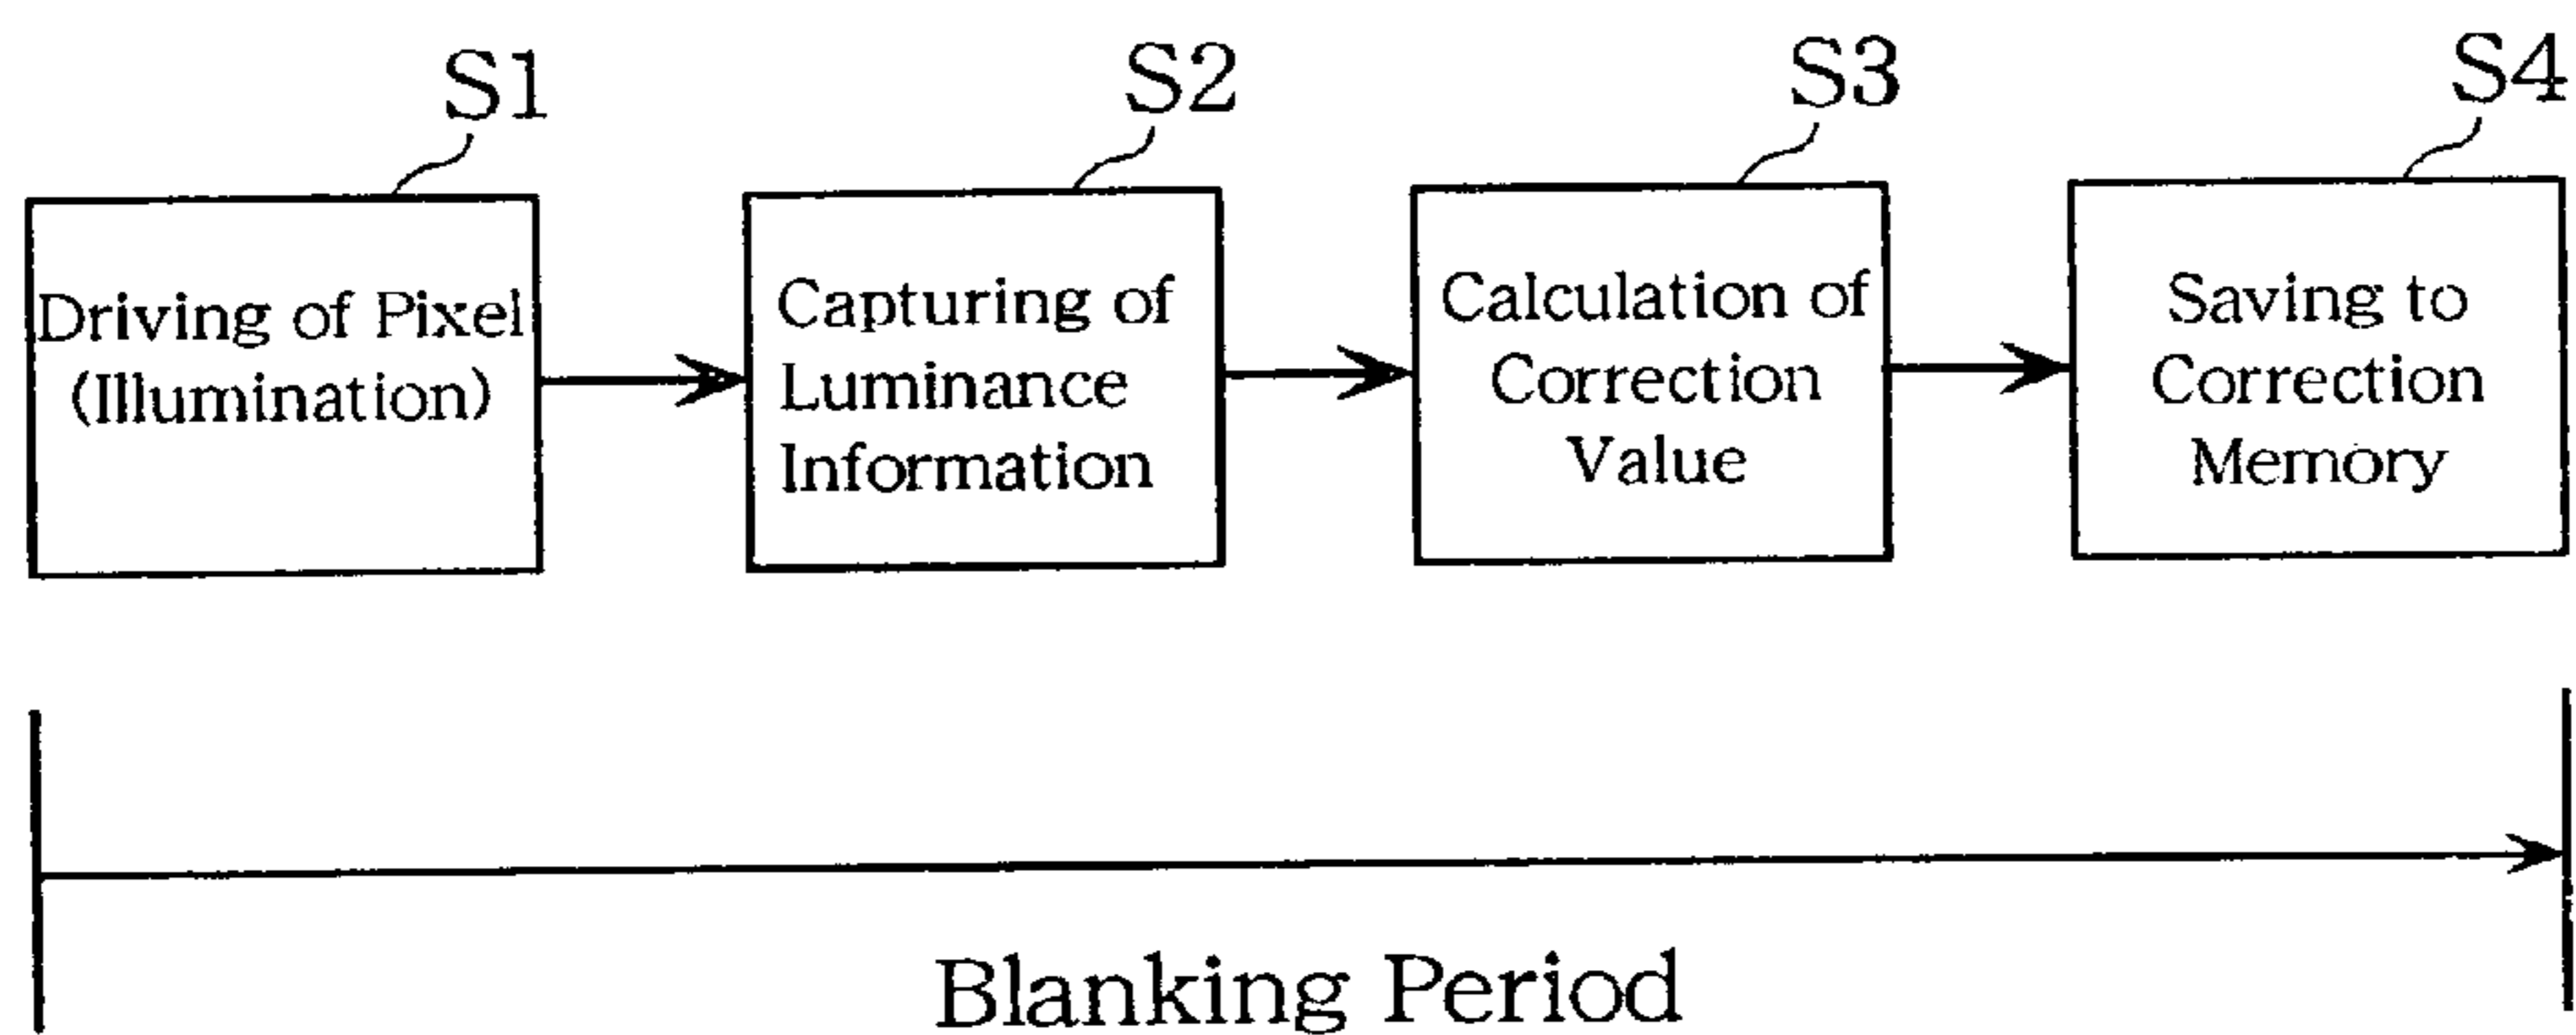 S1
S2
S3
S4
Driving of Pixel
(Illumination)
Capturing of
Luminance
Information
Calculation of
Correction
Value
Saving to
Correction
Memory
Blanking Period